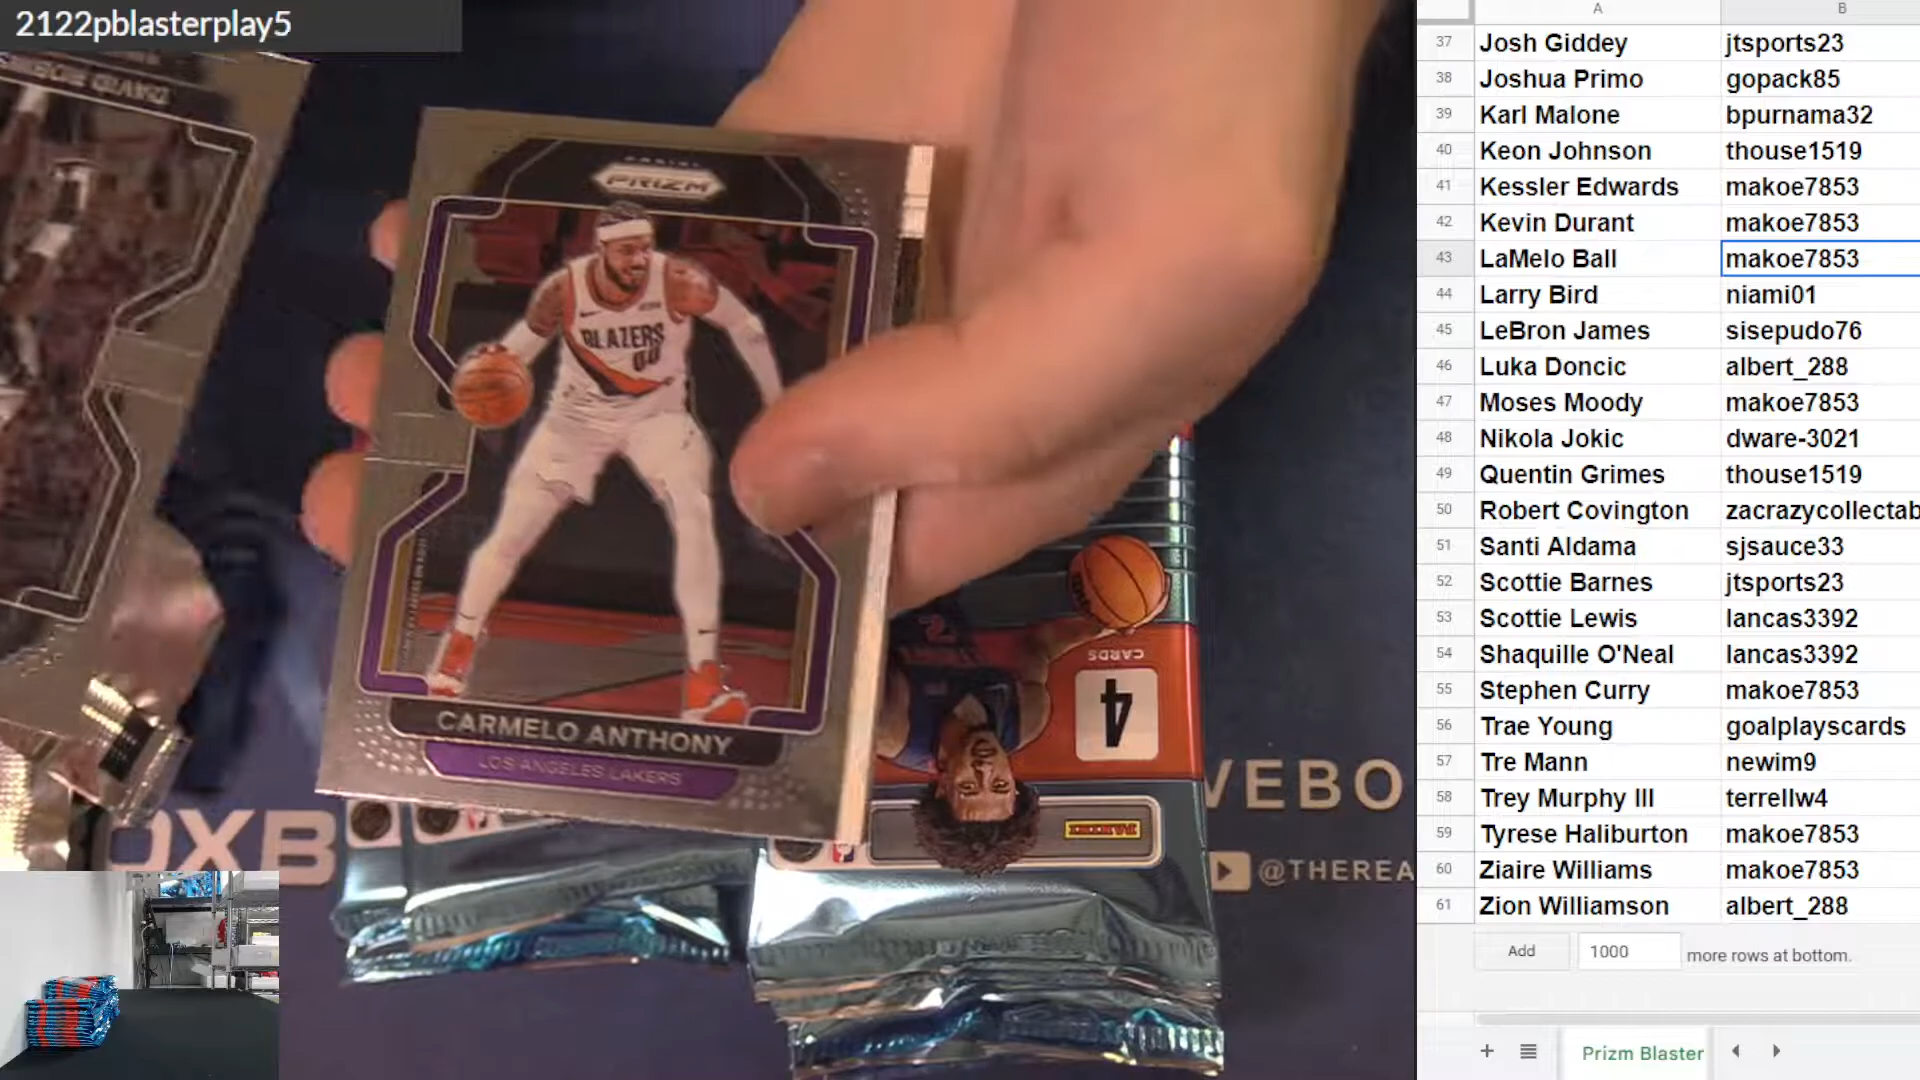 2122pblasterplay5
DAVID
PANINI
PRIZM
BLAZERS
00
CARMELO ANTHONY
LOS ANGELES LAKERS
CARDS
4
PANINI
OXB
VEBO
@THEREA
A B
37 Josh Giddey jtsports23
38 Joshua Primo gopack85
39 Karl Malone bpurnama32
40 Keon Johnson thouse1519
41 Kessler Edwards makoe7853
42 Kevin Durant makoe7853
43 LaMelo Ball makoe7853
44 Larry Bird niami01
45 LeBron James sisepudo76
46 Luka Doncic albert_288
47 Moses Moody makoe7853
48 Nikola Jokic dware-3021
49 Quentin Grimes thouse1519
50 Robert Covington zacrazycollectab
51 Santi Aldama sjsauce33
52 Scottie Barnes jtsports23
53 Scottie Lewis lancas3392
54 Shaquille O'Neal lancas3392
55 Stephen Curry makoe7853
56 Trae Young goalplayscards
57 Tre Mann newim9
58 Trey Murphy III terrellw4
59 Tyrese Haliburton makoe7853
60 Ziaire Williams makoe7853
61 Zion Williamson albert_288
Add 1000 more rows at bottom.
+ Prizm Blaster